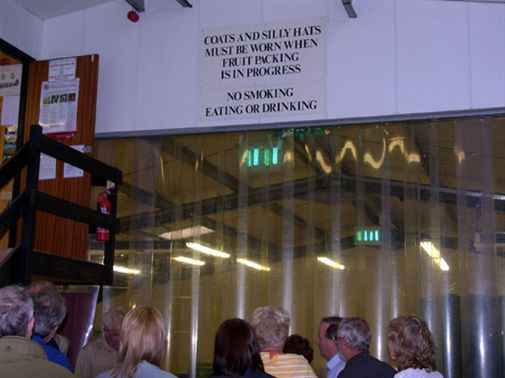 COATS AND SILLY HATS
MUST BE WORN WHEN
FRUIT PACKING
IS IN PROGRESS
NO SMOKING
EATING OR DRINKING